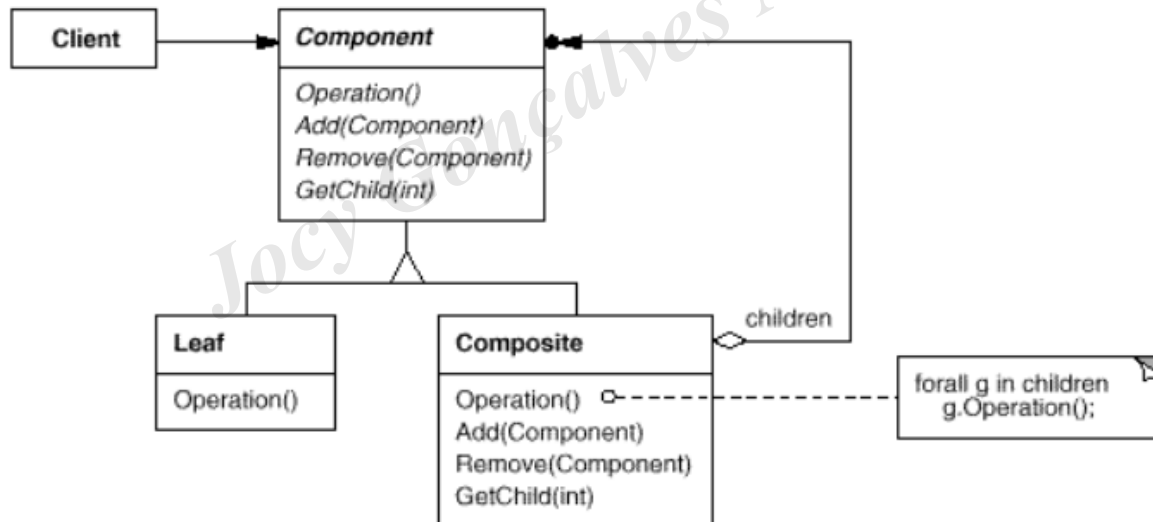 Client
Component
Operation()
Add(Component)
Remove(Component)
GetChild(int)
Leaf
Operation()
Composite
Operation()
Add(Component)
Remove(Component)
GetChild(int)
children
forall g in children
g.Operation();
Jocy Gonçalves